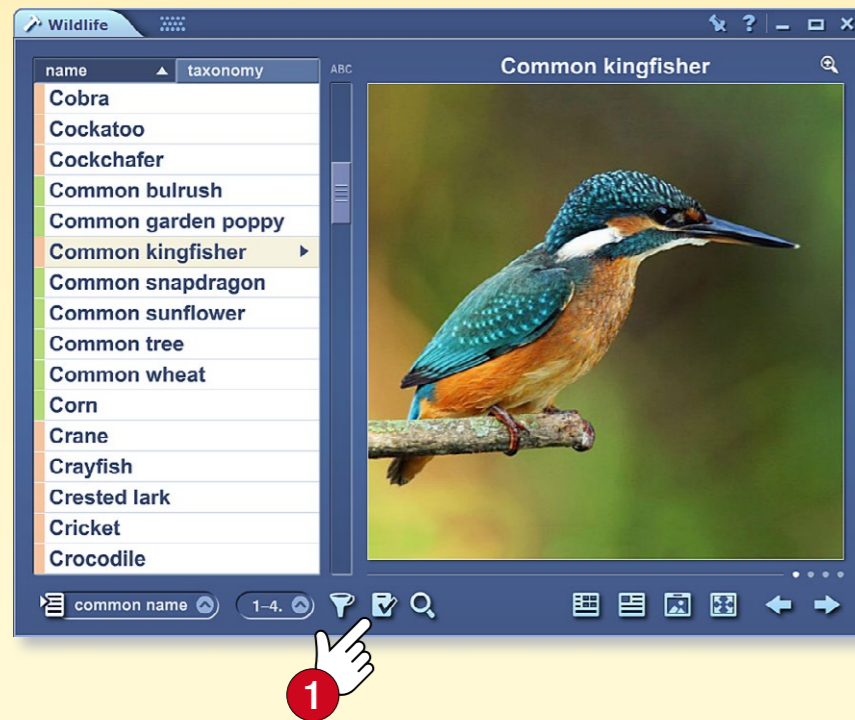 Wildlife
?
name taxonomy ABC Common kingfisher
Cobra
Cockatoo
Cockchafer
Common bulrush
Common garden poppy
Common kingfisher
Common snapdragon
Common sunflower
Common tree
Common wheat
Corn
Crane
Crayfish
Crested lark
Cricket
Crocodile
common name 1–4.
1